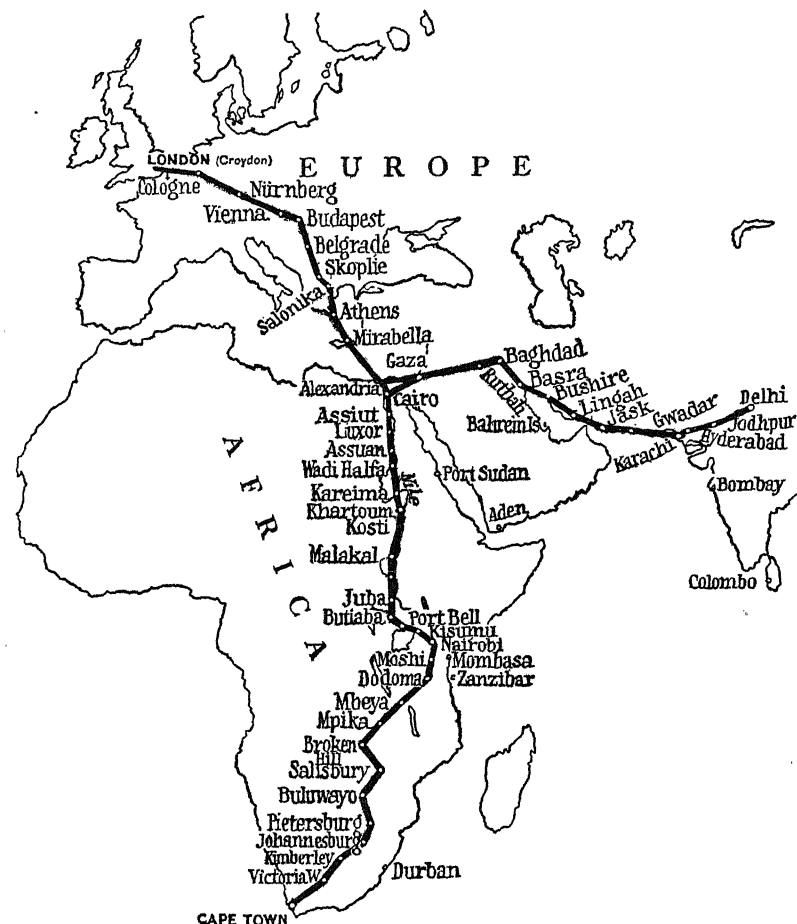 LONDON (Croydon)
EUROPE
Cologne
Nürnberg
Vienna
Budapest
Belgrade
Skoplie
Salonika
Athens
Mirabella
Gaza
Baghdad
Alexandria
Cairo
Rutbah
Basra
Bushire
Lingah
Jask
Gwadar
Delhi
Jodhpur
Hyderabad
Karachi
Bahrein Is.
Assiut
Luxor
Assuan
Wadi Halfa
Port Sudan
Bombay
Kareima
Nile
Khartoum
Aden
Kosti
AFRICA
Malakal
Colombo
Juba
Butiaba
Port Bell
Kisumu
Nairobi
Moshi
Mombasa
Dodoma
Zanzibar
Mbeya
Mpika
Broken
Hill
Salisbury
Buluwayo
Pietersburg
Johannesburg
Kimberley
Victoria W.
Durban
CAPE TOWN